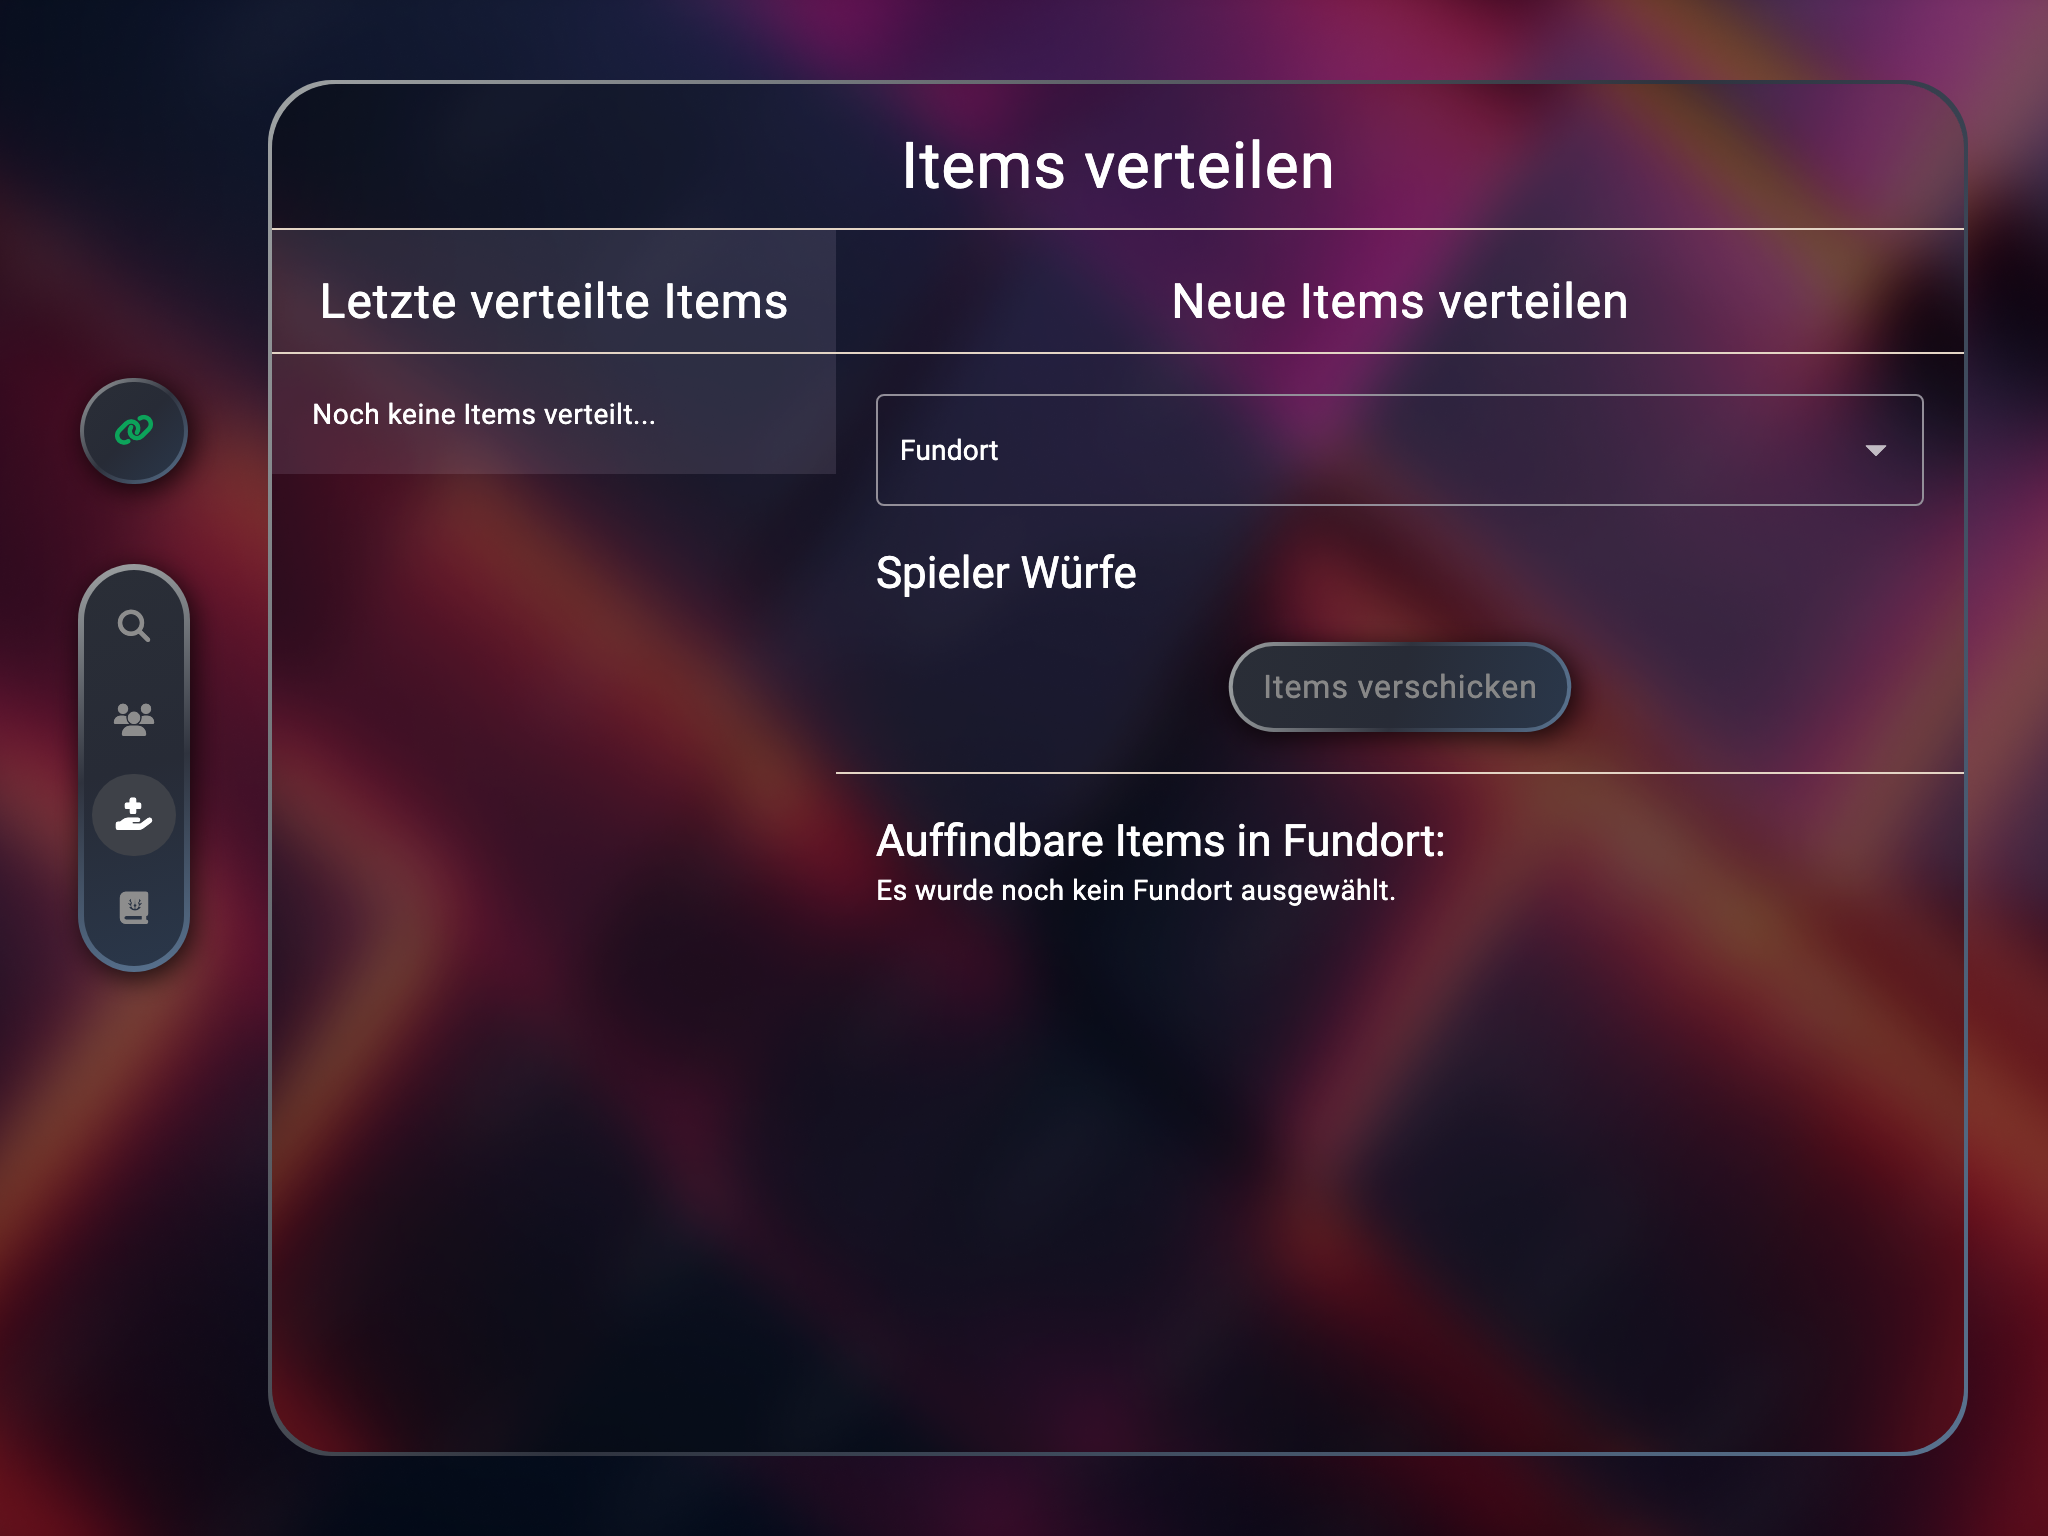 Items verteilen
Letzte verteilte Items
Noch keine Items verteilt...
Neue Items verteilen
Fundort
Spieler Würfe
Items verschicken
Auffindbare Items in Fundort:
Es wurde noch kein Fundort ausgewählt.